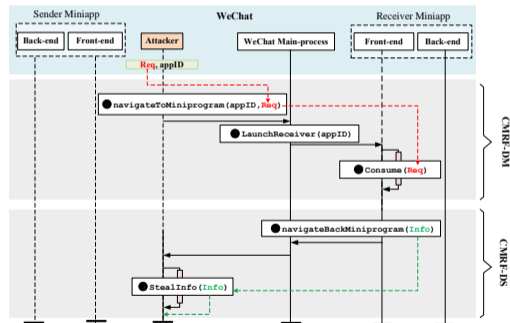 Sender Miniapp
WeChat
Receiver Miniapp
Back-end
Front-end
Attacker
WeChat Main-process
Front-end
Back-end
Req, appID
navigateToMiniprogram(appID,Req)
LaunchReceiver(appID)
Consume(Req)
CMRF-DM
navigateBackMiniprogram(Info)
StealInfo(Info)
CMRF-DS